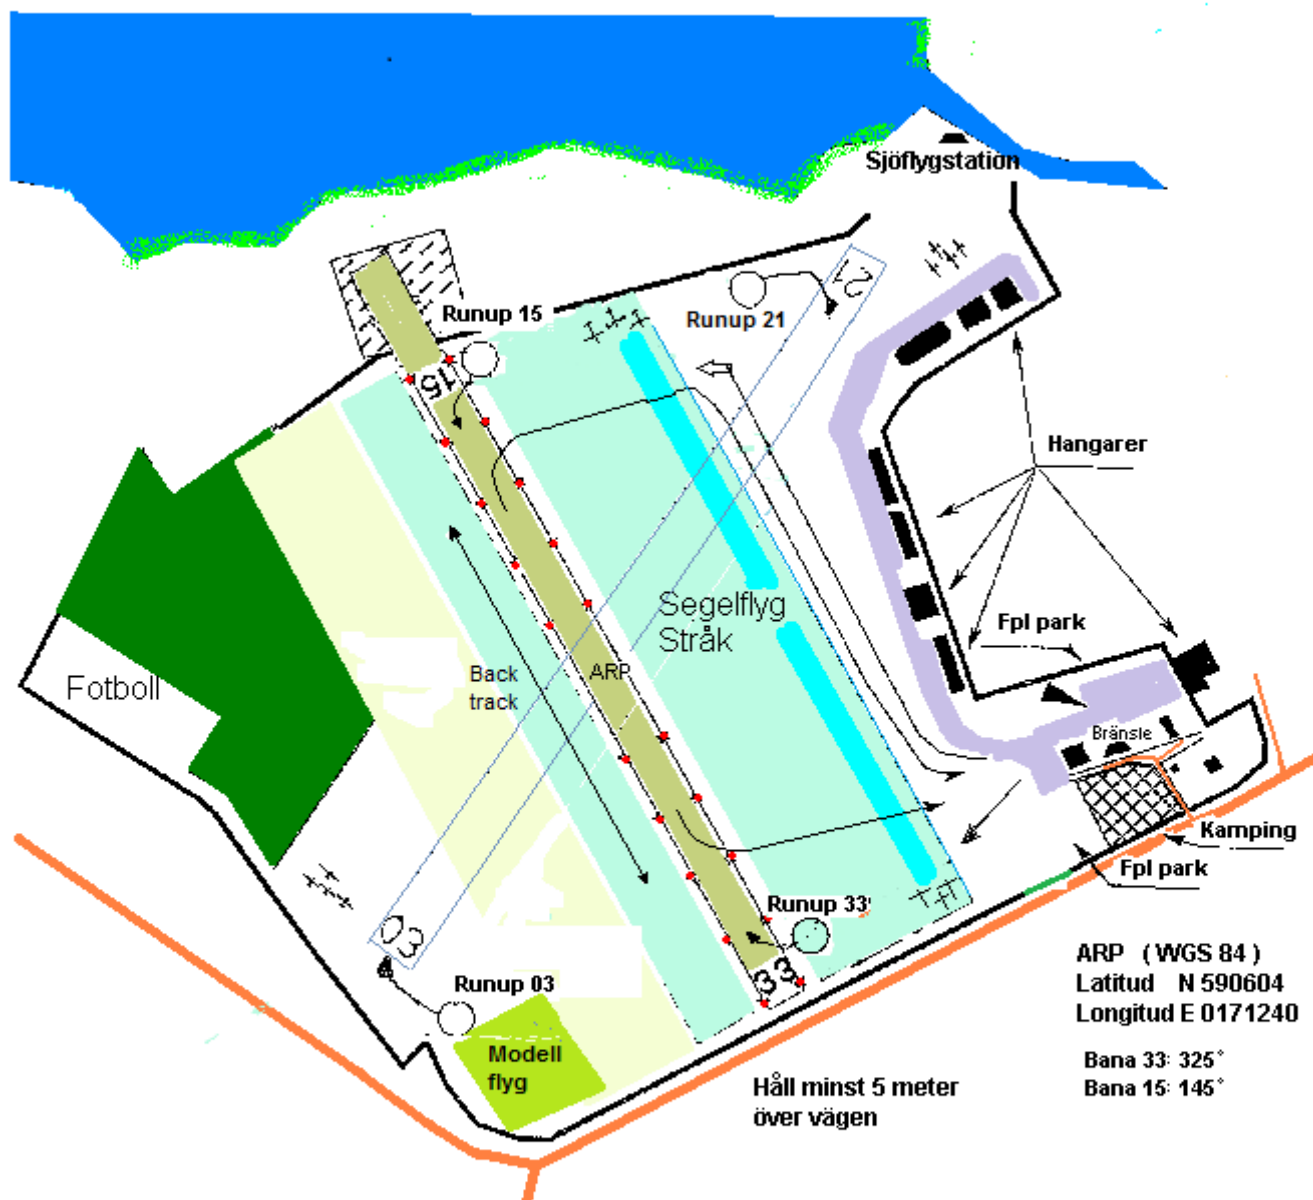 Sjöflygstation
21
Runup 15
Runup 21
15
Hangarer
Segelflyg
Stråk
Fpl park
ARP
Back
track
Fotboll
Bränsle
Kamping
Fpl park
Runup 33
03
33
Runup 03
ARP ( WGS 84 )
Latitud N 590604
Longitud E 0171240
Modell
flyg
Bana 33: 325°
Bana 15: 145°
Håll minst 5 meter
över vägen